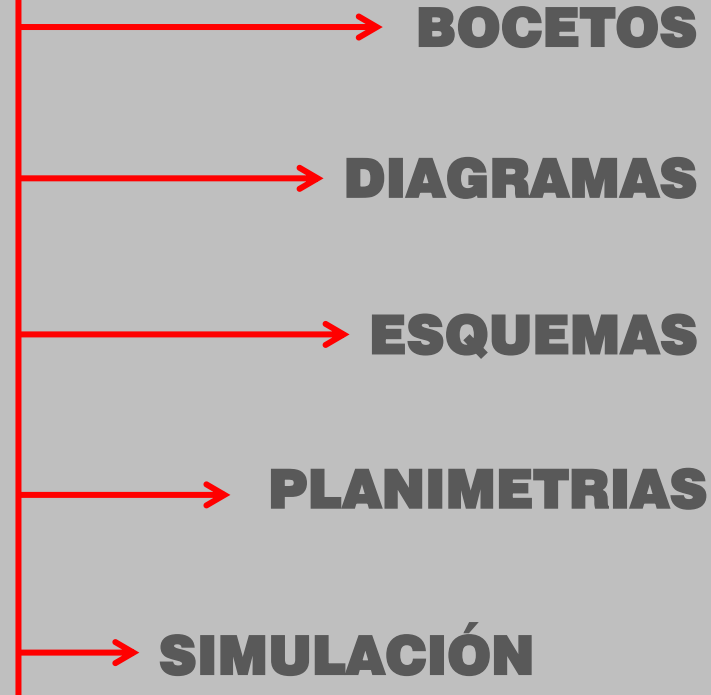 BOCETOS
DIAGRAMAS
ESQUEMAS
PLANIMETRIAS
SIMULACIÓN